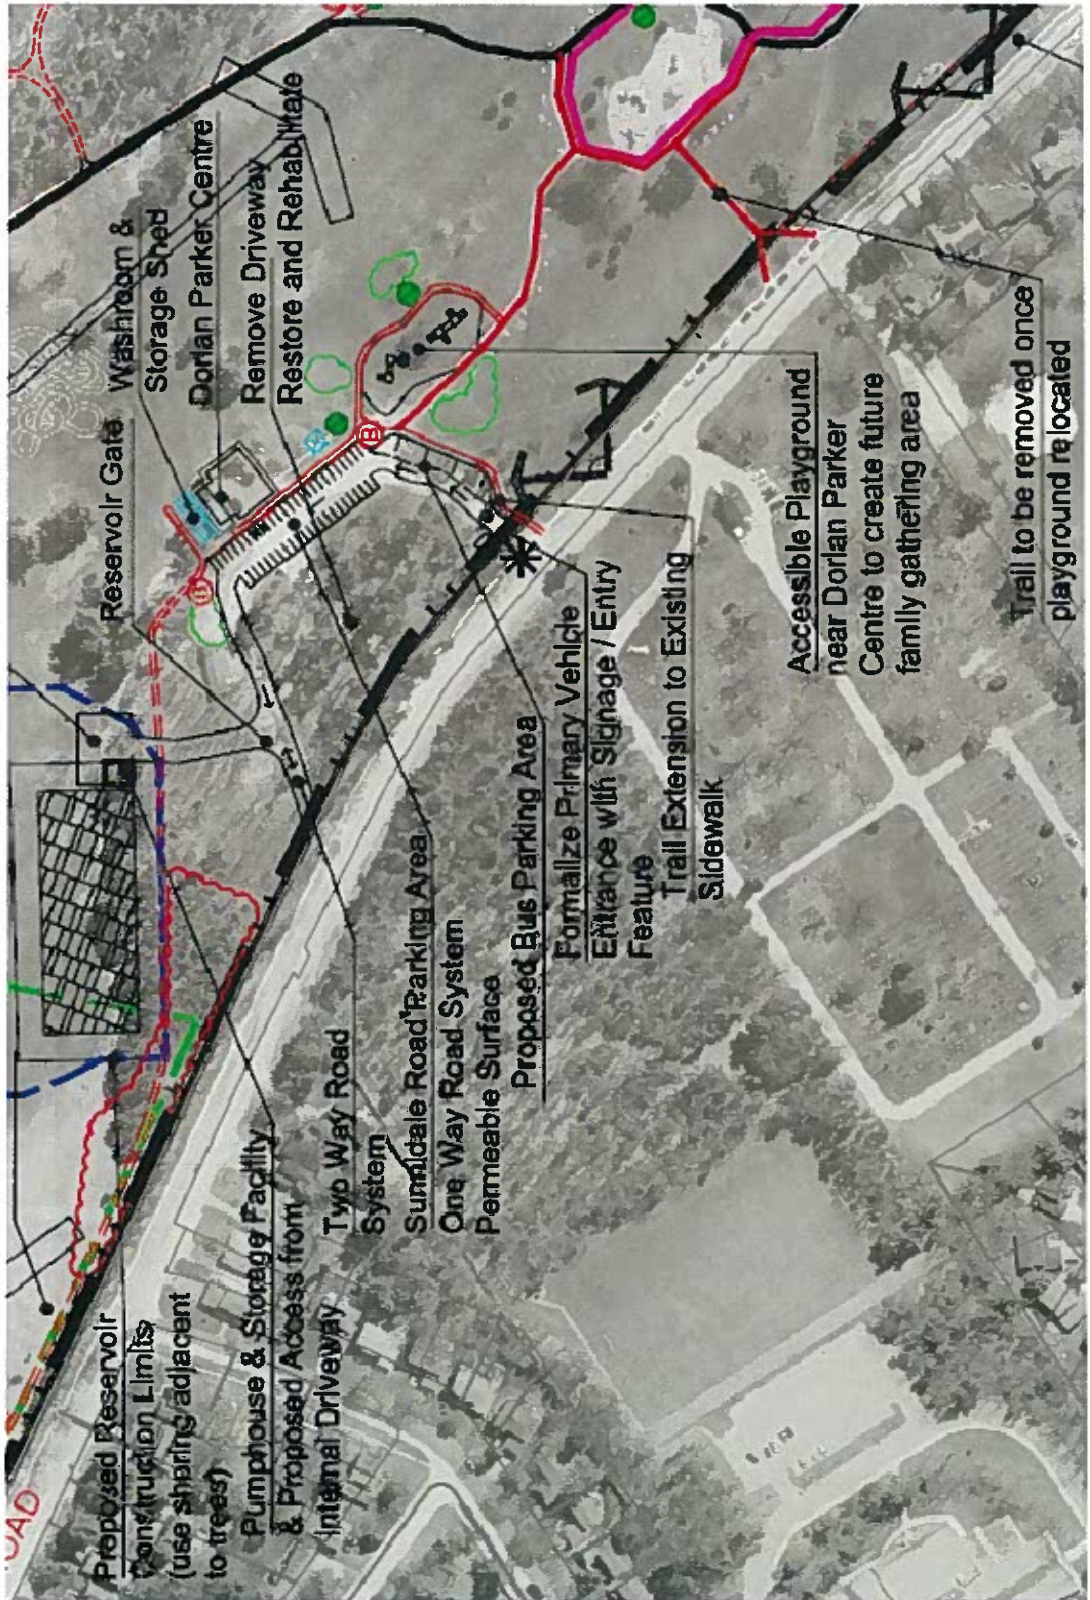 OAD
Proposed Reservoir
Construction Limits
(use shoring adjacent
to trees)
Pumphouse & Storage Facility
& Proposed Access from
Internal Driveway
Two Way Road
System
Sunnidale Road Parking Area
One Way Road System
Permeable Surface
Proposed Bus Parking Area
Formalize Primary Vehicle
Entrance with Signage / Entry
Feature
Trail Extension to Existing
Sidewalk
Reservoir Gate
Washroom &
Storage Shed
Dorian Parker Centre
Remove Driveway
Restore and Rehabilitate
Accessible Playground
near Dorian Parker
Centre to create future
family gathering area
Trail to be removed once
playground relocated
B